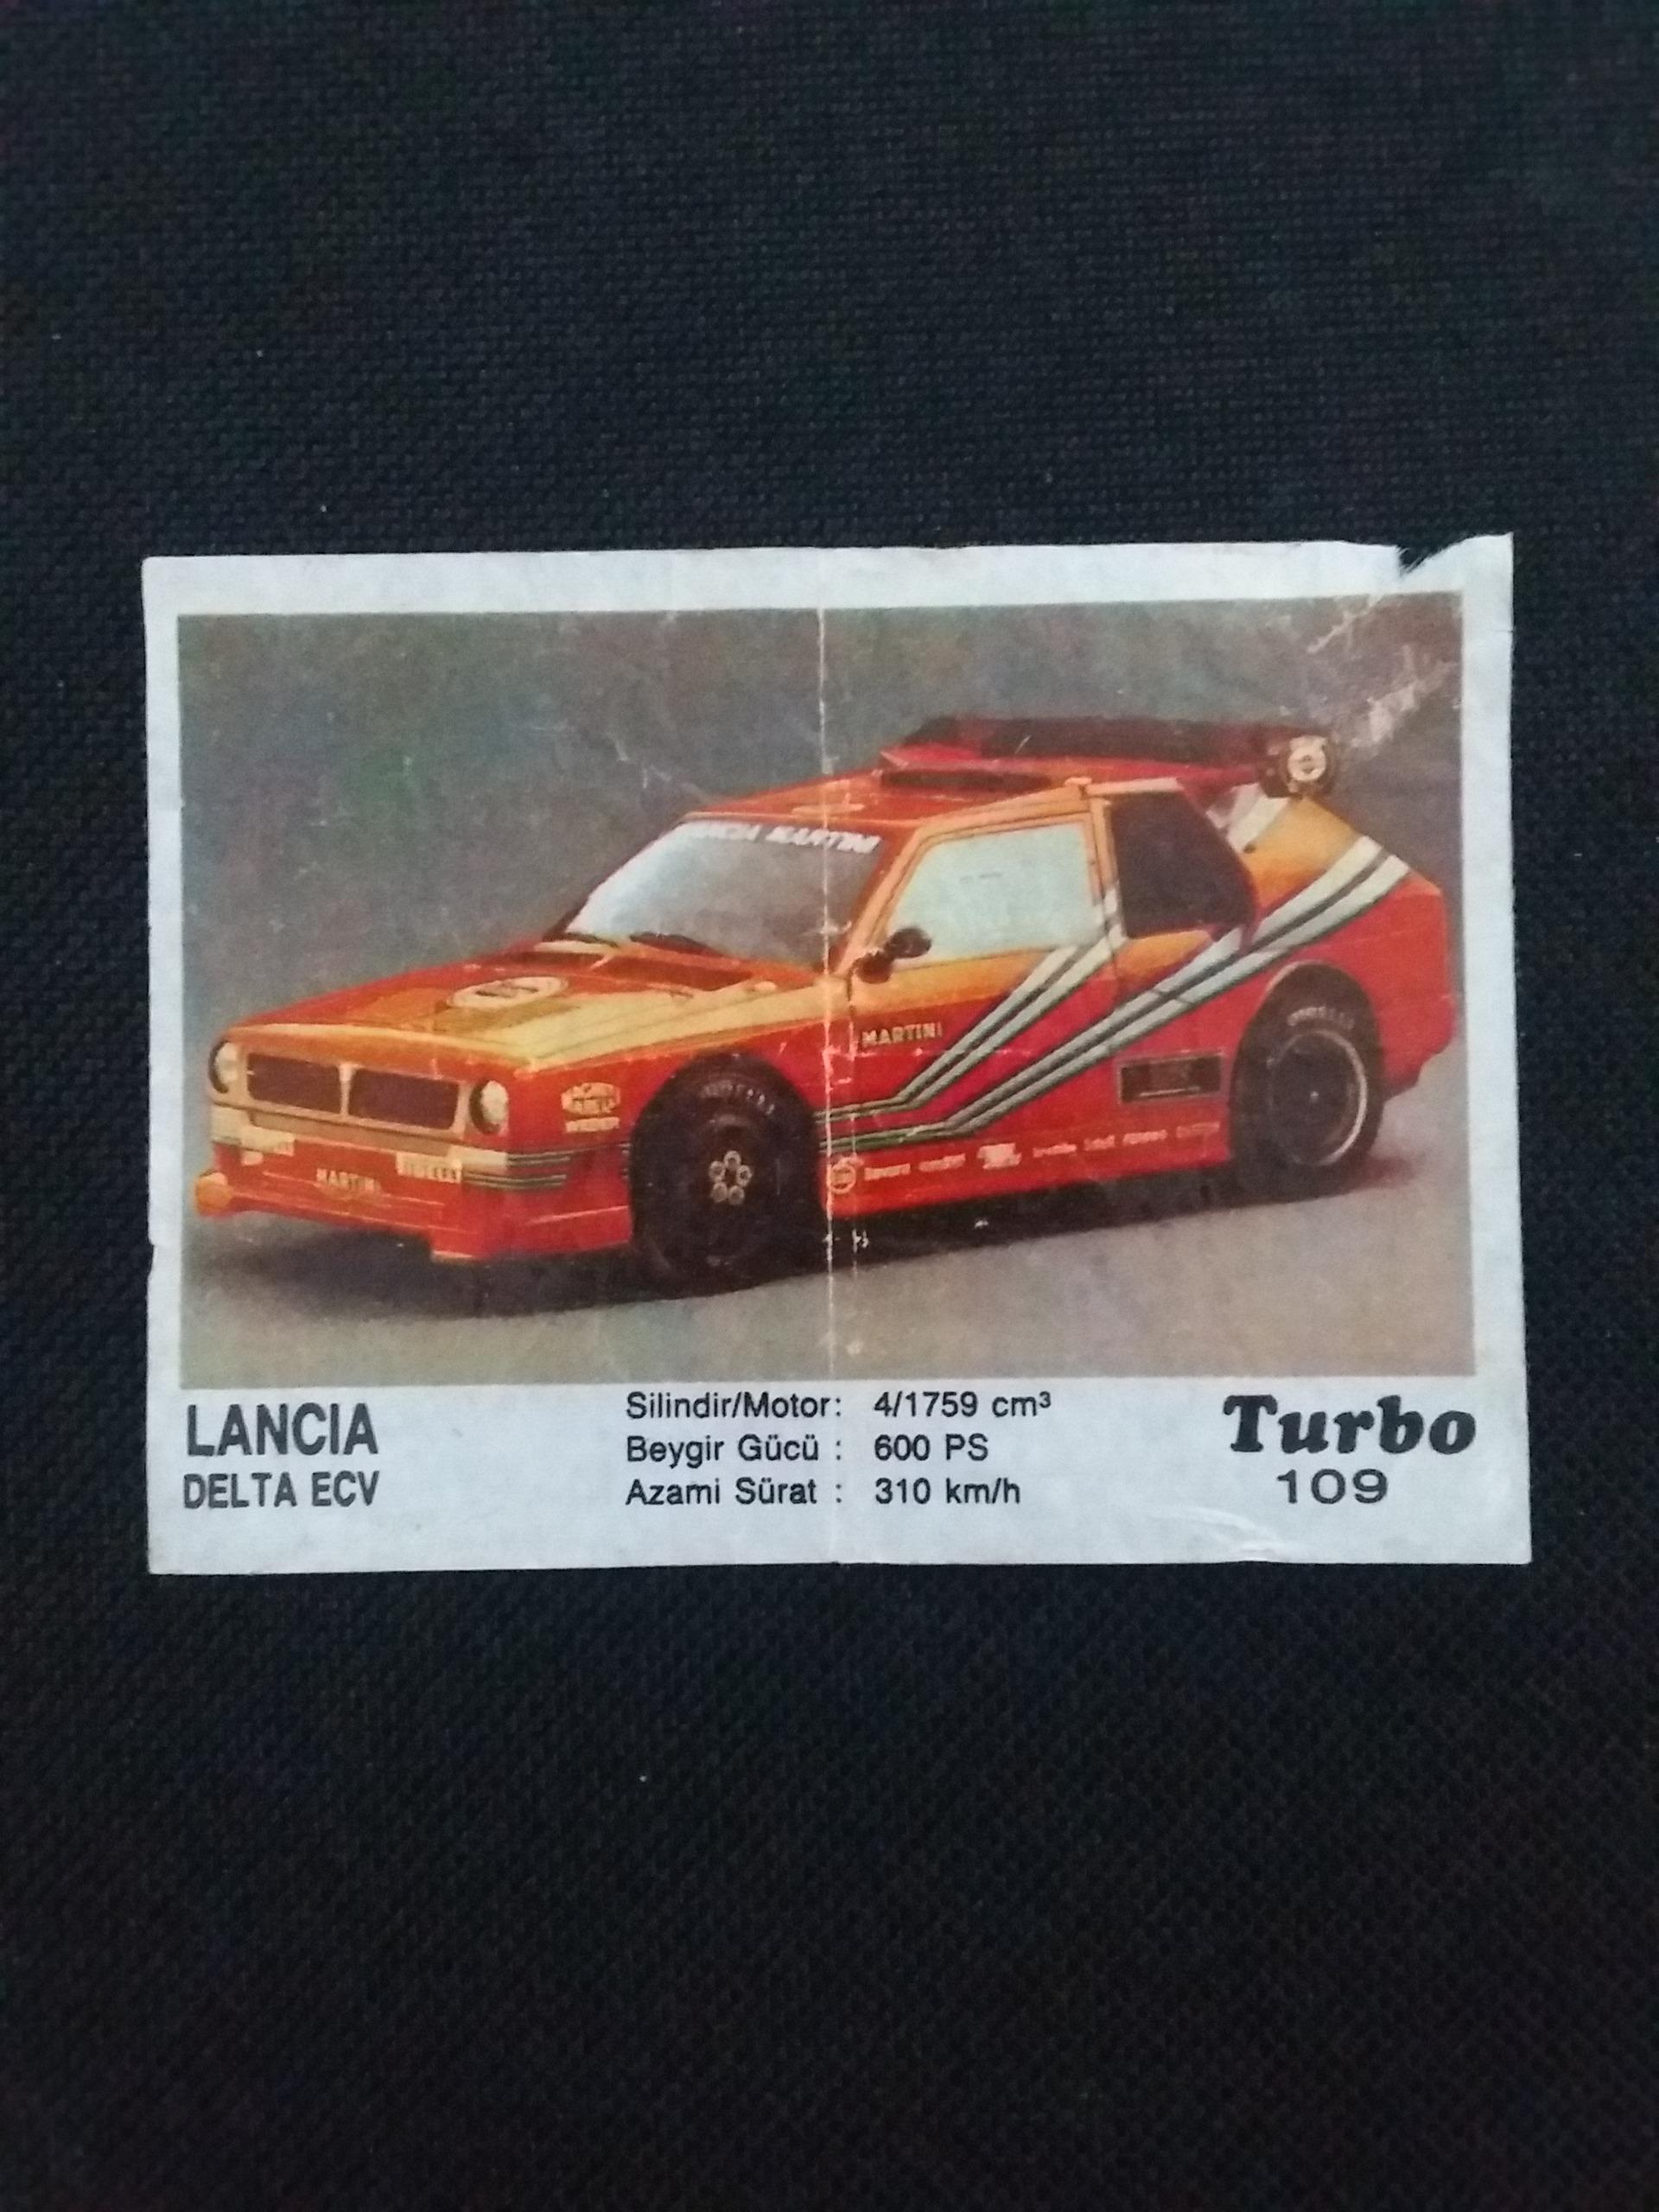 LANCIA MARTINI
MARTINI
MARTINI
PIRELLI
LANCIA
DELTA ECV
Silindir/Motor: 4/1759 cm³
Beygir Gücü : 600 PS
Azami Sürat : 310 km/h
Turbo
109